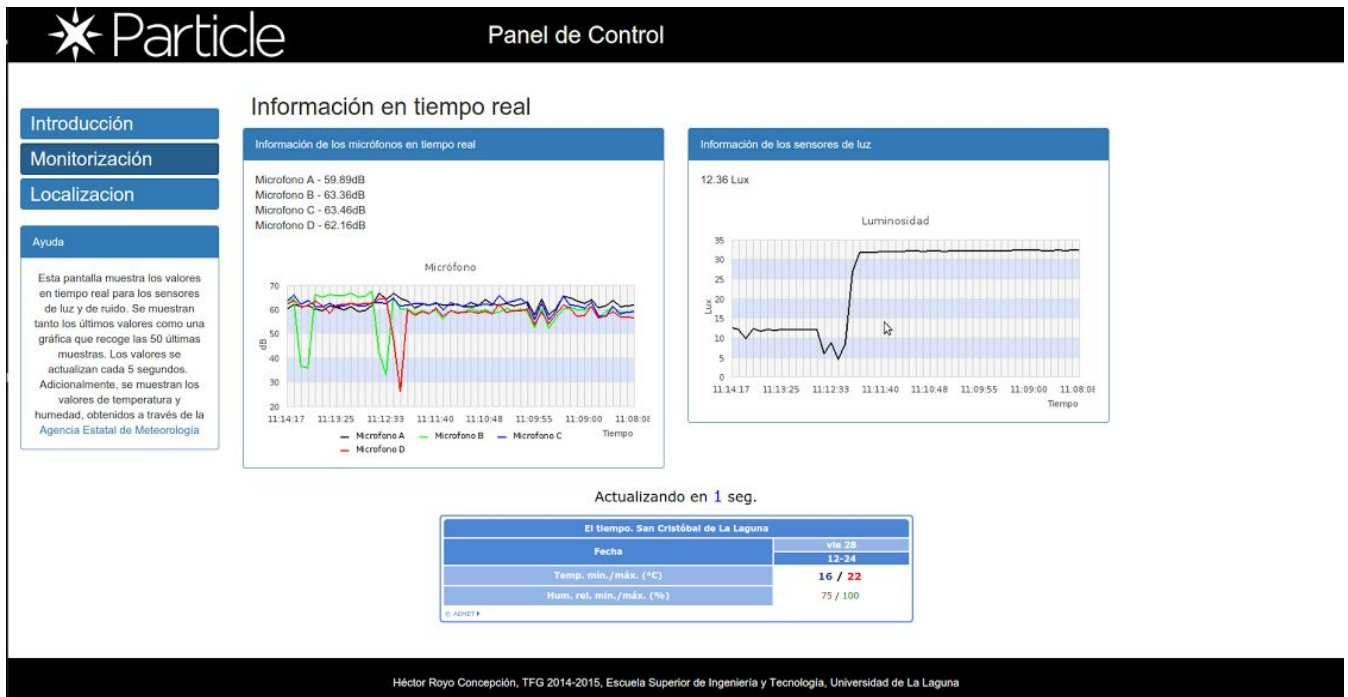 Particle
Panel de Control
Introducción
Monitorización
Localizacion
Ayuda
Esta pantalla muestra los valores
en tiempo real para los sensores
de luz y de ruido. Se muestran
tanto los últimos valores como una
gráfica que recoge las 50 últimas
muestras. Los valores se
actualizan cada 5 segundos.
Adicionalmente, se muestran los
valores de temperatura y
humedad, obtenidos a través de la
Agencia Estatal de Meteorología
Información en tiempo real
Información de los micrófonos en tiempo real
Microfono A - 59.89dB
Microfono B - 63.36dB
Microfono C - 63.46dB
Microfono D - 62.16dB
Micrófono
70
60
50
40
30
20
dB
11:14:17 11:13:25 11:12:33 11:11:40 11:10:48 11:09:55 11:09:00 11:08:08
Tiempo
Microfono A Microfono B Microfono C
Microfono D
Información de los sensores de luz
12.36 Lux
Luminosidad
35
30
25
20
15
10
5
0
Lux
11:14:17 11:13:25 11:12:33 11:11:40 11:10:48 11:09:55 11:09:00 11:08:08
Tiempo
Actualizando en 1 seg.
El tiempo. San Cristóbal de La Laguna
Fecha
vie 28
12-24
Temp. mín./máx. (°C) 16 / 22
Hum. rel. mín./máx. (%) 75 / 100
© AEMET
Héctor Royo Concepción, TFG 2014-2015, Escuela Superior de Ingeniería y Tecnología, Universidad de La Laguna